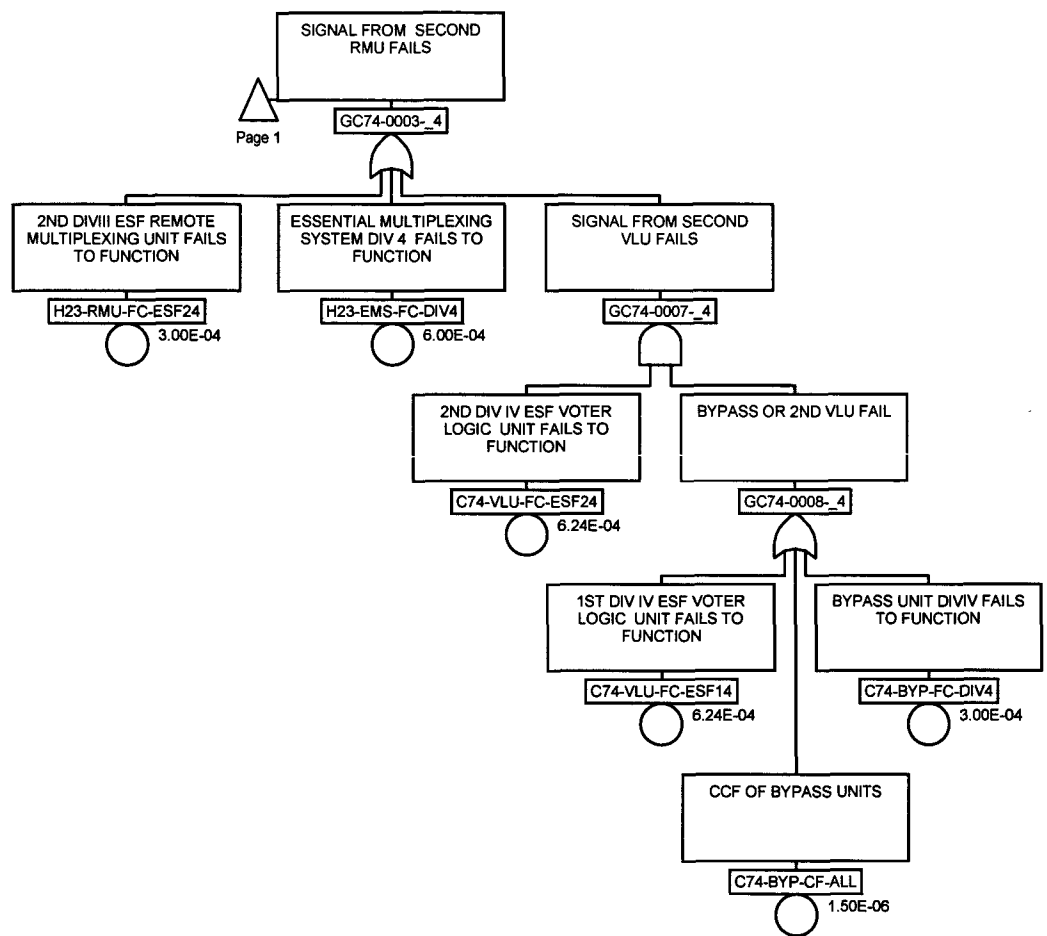 SIGNAL FROM SECOND
RMU FAILS
Page 1
GC74-0003-_4
2ND DIVIII ESF REMOTE
MULTIPLEXING UNIT FAILS
TO FUNCTION
ESSENTIAL MULTIPLEXING
SYSTEM DIV 4 FAILS TO
FUNCTION
SIGNAL FROM SECOND
VLU FAILS
H23-RMU-FC-ESF24
3.00E-04
H23-EMS-FC-DIV4
6.00E-04
GC74-0007-_4
2ND DIV IV ESF VOTER
LOGIC UNIT FAILS TO
FUNCTION
BYPASS OR 2ND VLU FAIL
C74-VLU-FC-ESF24
6.24E-04
GC74-0008-_4
1ST DIV IV ESF VOTER
LOGIC UNIT FAILS TO
FUNCTION
BYPASS UNIT DIVIV FAILS
TO FUNCTION
C74-VLU-FC-ESF14
6.24E-04
C74-BYP-FC-DIV4
3.00E-04
CCF OF BYPASS UNITS
C74-BYP-CF-ALL
1.50E-06